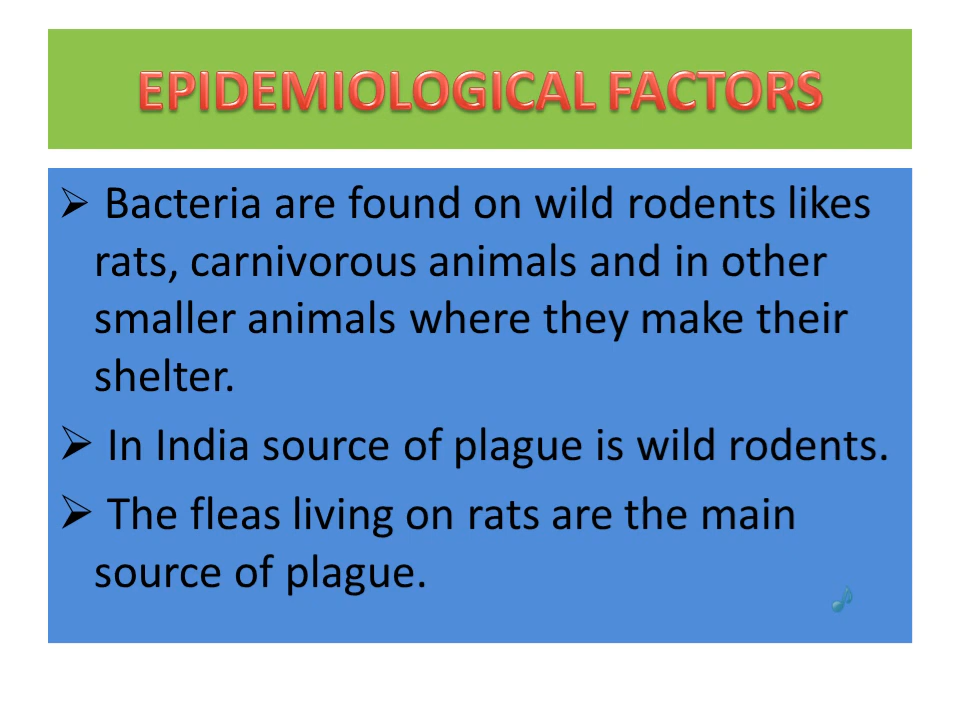 EPIDEMIOLOGICAL FACTORS
➢ Bacteria are found on wild rodents likes
rats, carnivorous animals and in other
smaller animals where they make their
shelter.
➢ In India source of plague is wild rodents.
➢ The fleas living on rats are the main
source of plague.